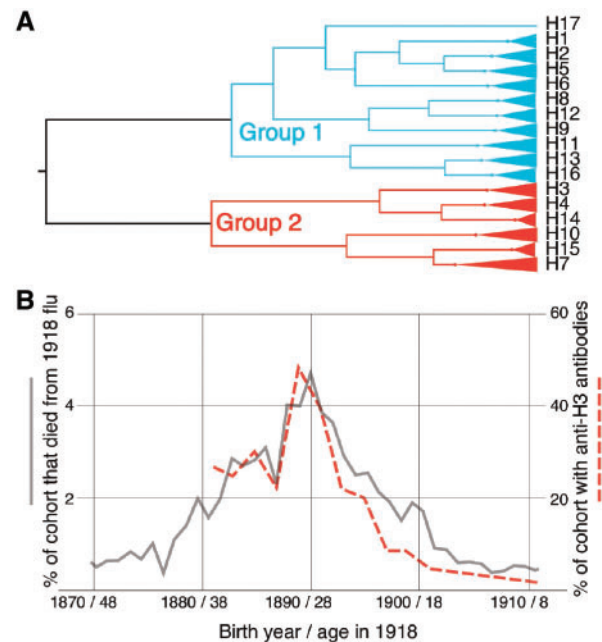 A
H17
H1
H2
H5
H6
H8
H12
H9
H11
H13
H16
H3
H4
H14
H10
H15
H7
Group 1
Group 2
B
% of cohort that died from 1918 flu
6
4
2
60
40
20
% of cohort with anti-H3 antibodies
1870 / 48 1880 / 38 1890 / 28 1900 / 18 1910 / 8
Birth year / age in 1918